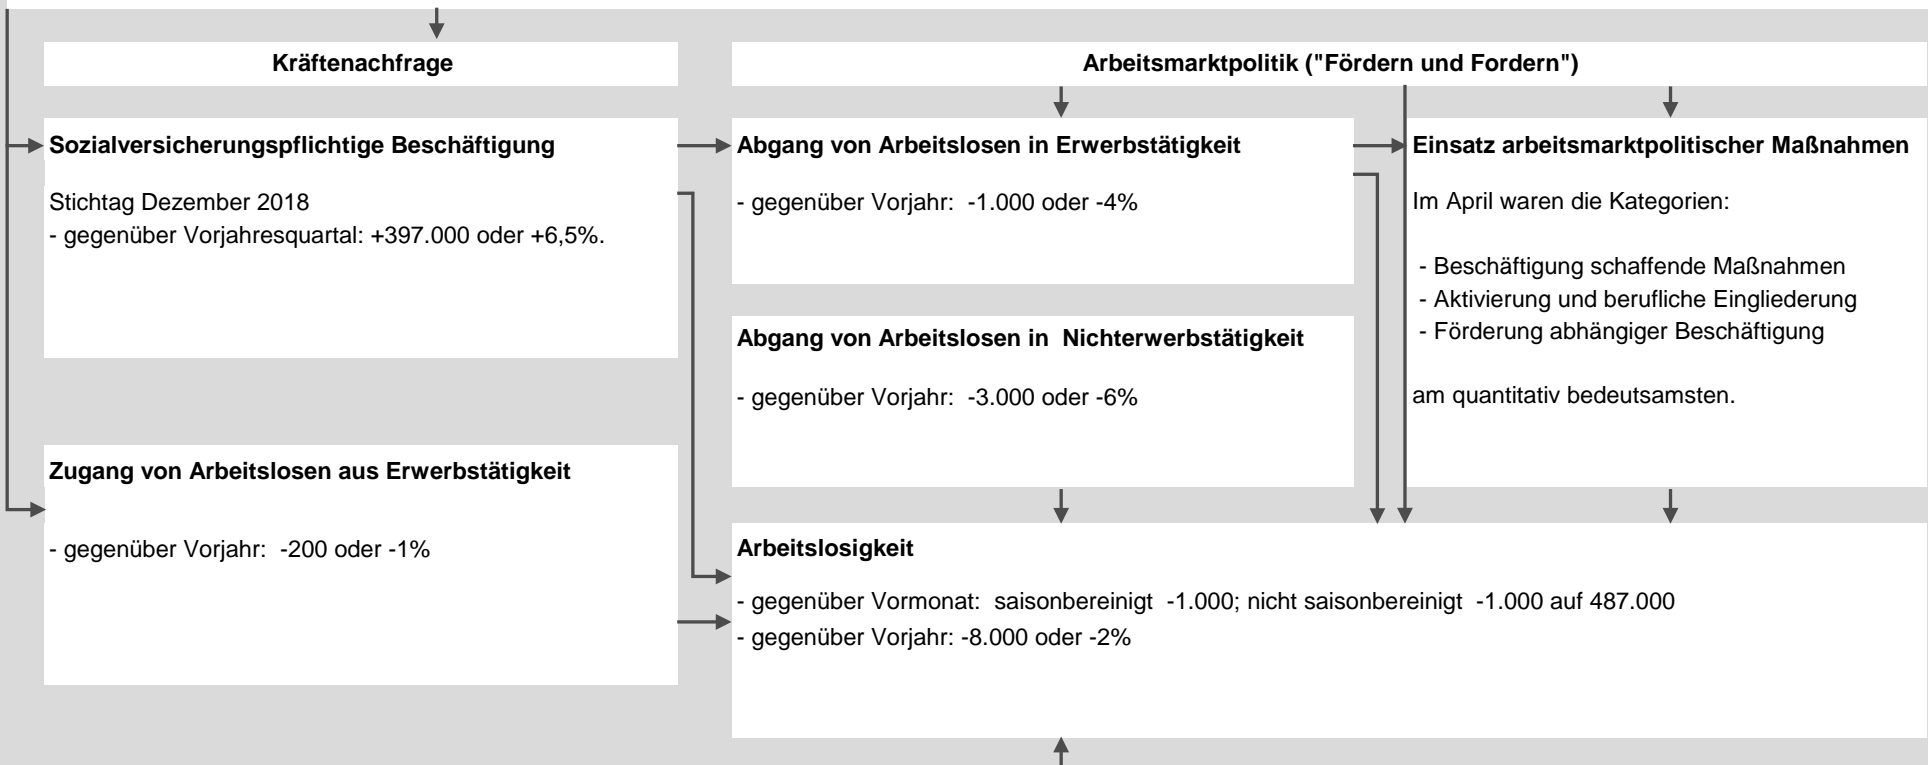 Kräftenachfrage
Arbeitsmarktpolitik ("Fördern und Fordern")
Sozialversicherungspflichtige Beschäftigung
Stichtag Dezember 2018
- gegenüber Vorjahresquartal: +397.000 oder +6,5%.
Abgang von Arbeitslosen in Erwerbstätigkeit
- gegenüber Vorjahr:  -1.000 oder -4%
Einsatz arbeitsmarktpolitischer Maßnahmen
Im April waren die Kategorien:
- Beschäftigung schaffende Maßnahmen
- Aktivierung und berufliche Eingliederung
- Förderung abhängiger Beschäftigung
am quantitativ bedeutsamsten.
Abgang von Arbeitslosen in  Nichterwerbstätigkeit
- gegenüber Vorjahr:  -3.000 oder -6%
Zugang von Arbeitslosen aus Erwerbstätigkeit
- gegenüber Vorjahr:  -200 oder -1%
Arbeitslosigkeit
- gegenüber Vormonat:  saisonbereinigt  -1.000; nicht saisonbereinigt  -1.000 auf 487.000
- gegenüber Vorjahr: -8.000 oder -2%